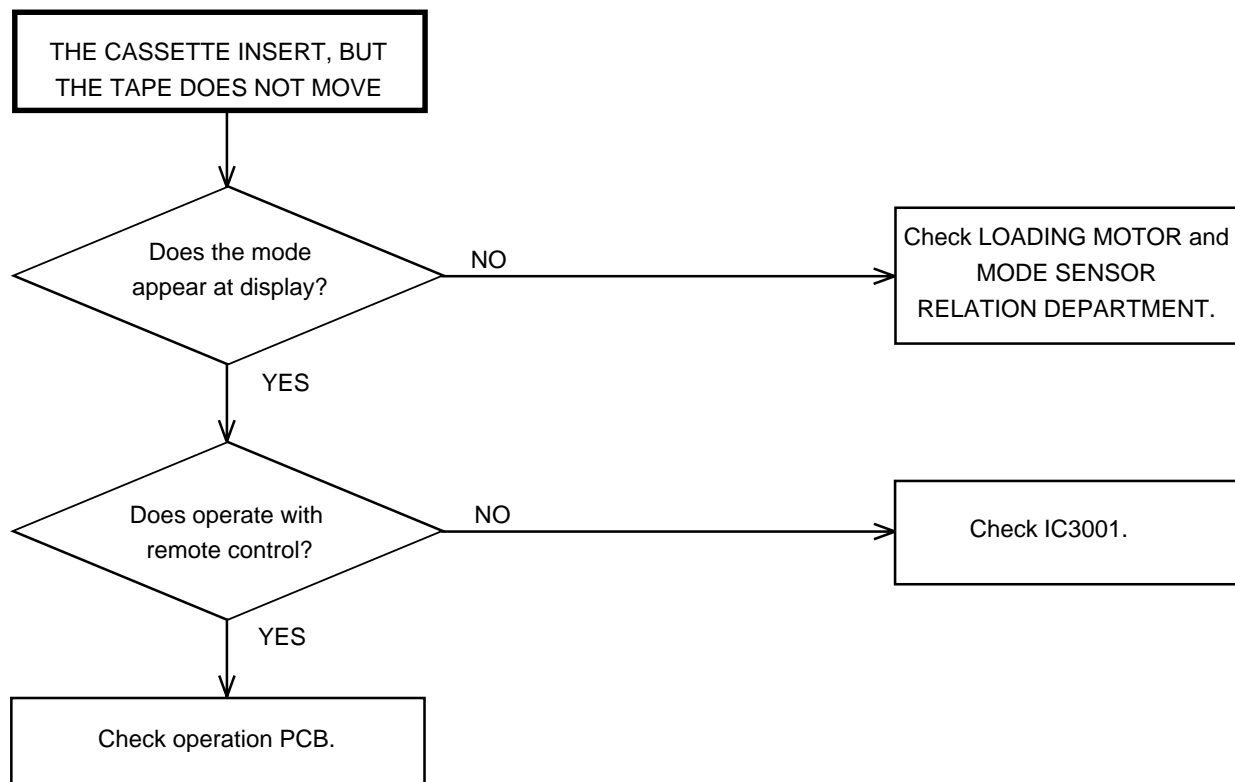 THE CASSETTE INSERT, BUT
THE TAPE DOES NOT MOVE
Does the mode
appear at display?
NO
Check LOADING MOTOR and
MODE SENSOR
RELATION DEPARTMENT.
YES
Does operate with
remote control?
NO
Check IC3001.
YES
Check operation PCB.